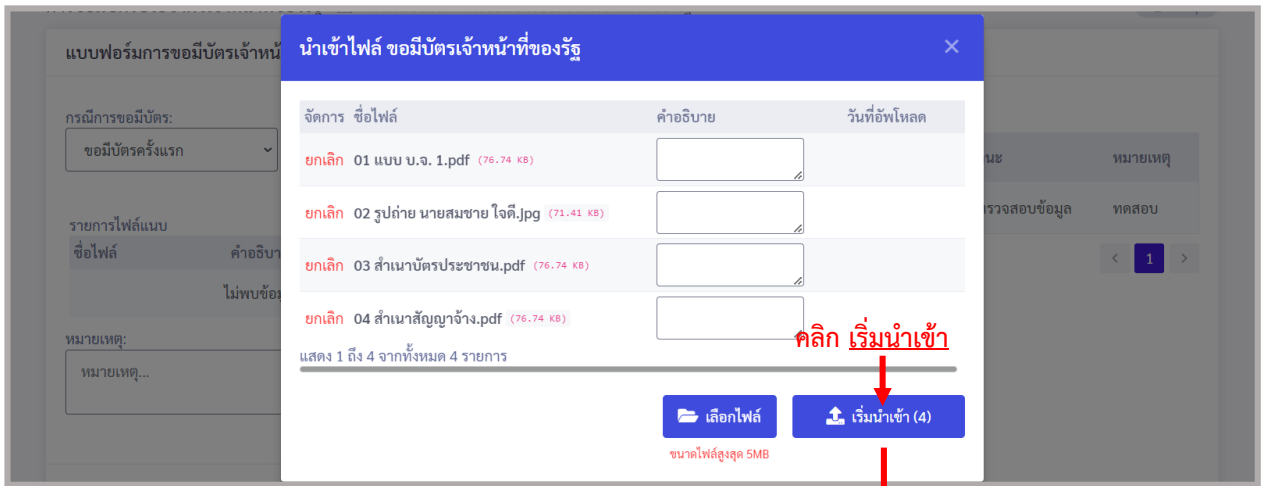 นำเข้าไฟล์ ขอมีบัตรเจ้าหน้าที่ของรัฐ
แบบฟอร์มการขอมีบัตรเจ้าหน้
กรณีการขอมีบัตร:
ขอมีบัตรครั้งแรก
รายการไฟล์แนบ
ชื่อไฟล์ คำอธิบา
ไม่พบข้อมู
หมายเหตุ:
หมายเหตุ...
จัดการ ชื่อไฟล์ คำอธิบาย วันที่อัพโหลด
ยกเลิก 01 แบบ บ.จ. 1.pdf (76.74 KB)
ยกเลิก 02 รูปถ่าย นายสมชาย ใจดี.jpg (71.41 KB)
ยกเลิก 03 สำเนาบัตรประชาชน.pdf (76.74 KB)
ยกเลิก 04 สำเนาสัญญาจ้าง.pdf (76.74 KB)
แสดง 1 ถึง 4 จากทั้งหมด 4 รายการ
คลิก เริ่มนำเข้า
เลือกไฟล์ เริ่มนำเข้า (4)
ขนาดไฟล์สูงสุด 5MB
นะ หมายเหตุ
รวจสอบข้อมูล ทดสอบ
< 1 >